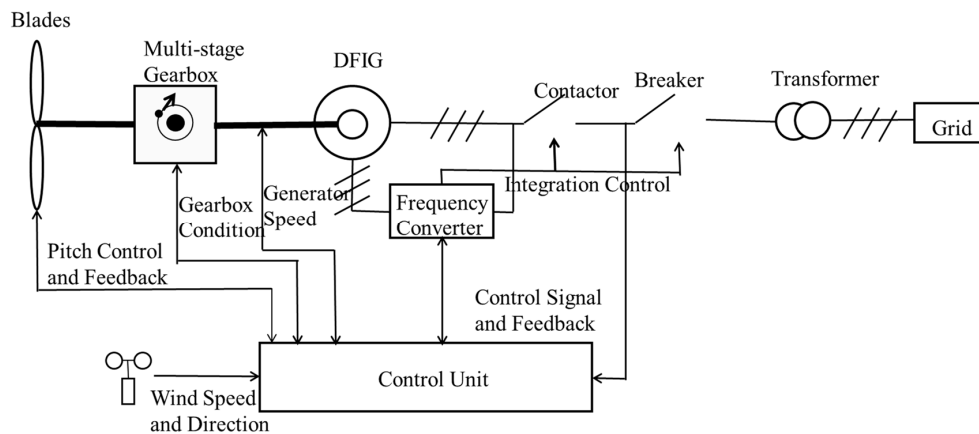 Blades
Multi-stage
Gearbox
DFIG
Contactor
Breaker
Transformer
Grid
Integration Control
Gearbox
Condition
Generator
Speed
Frequency
Converter
Pitch Control
and Feedback
Control Signal
and Feedback
Control Unit
Wind Speed
and Direction